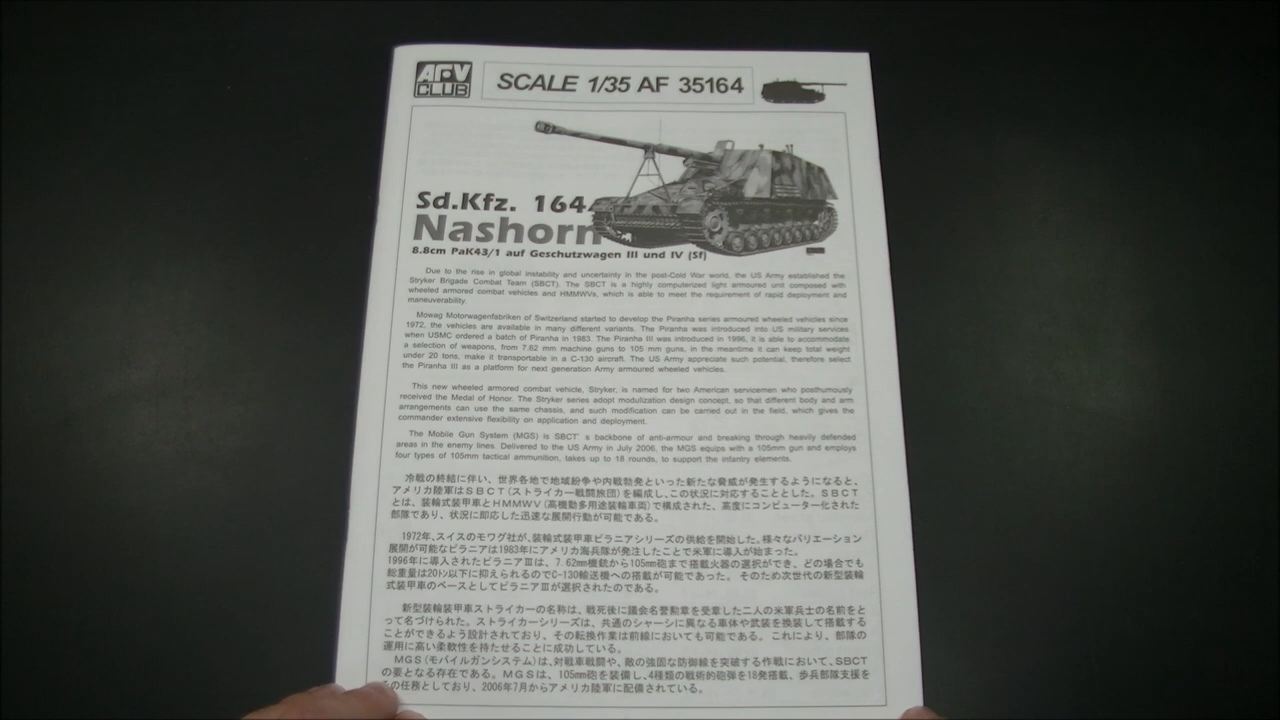 AFV CLUB
SCALE 1/35 AF 35164
Sd.Kfz. 164
Nashorn
8.8cm PaK43/1 auf Geschutzwagen III und IV (Sf)
Due to the rise in global instability and uncertainty in the post-Cold War world, the US Army established the
Stryker Brigade Combat Team (SBCT). The SBCT is a highly computerized light armoured unit composed with
wheeled armored combat vehicles and HMMWVs, which is able to meet the requirement of rapid deployment and
maneuverability.
Mowag Motorwagenfabriken of Switzerland started to develop the Piranha series armoured wheeled vehicles since
1972, the vehicles are available in many different variants. The Piranha was introduced into US military services
when USMC ordered a batch of Piranha in 1983. The Piranha III was introduced in 1996, it is able to accommodate
a selection of weapons, from 7.62 mm machine guns to 105 mm guns, in the meantime it can keep total weight
under 20 tons, make it transportable in a C-130 aircraft. The US Army appreciate such potential, therefore select
the Piranha III as a platform for next generation Army armoured wheeled vehicles.
This new wheeled armored combat vehicle, Stryker, is named for two American servicemen who posthumously
received the Medal of Honor. The Stryker series adopt modulization design concept, so that different body and arm
arrangements can use the same chassis, and such modification can be carried out in the field, which gives the
commander extensive flexibility on application and deployment.
The Mobile Gun System (MGS) is SBCT' s backbone of anti-armour and breaking through heavily defended
areas in the enemy lines. Delivered to the US Army in July 2006, the MGS equips with a 105mm gun and employs
four types of 105mm tactical ammunition, takes up to 18 rounds, to support the infantry elements.
冷戦の終結に伴い、世界各地で地域紛争や内戦勃発といった新たな脅威が発生するようになると、
アメリカ陸軍はＳＢＣＴ(ストライカー戦闘旅団)を編成し、この状況に対応することとした。ＳＢＣＴ
とは、装輪式装甲車とＨＭＭＷＶ(高機動多用途装輪車両)で構成された、高度にコンピューター化された
部隊であり、状況に即応した迅速な展開行動が可能である。
1972年、スイスのモワグ社が、装輪式装甲車ピラニアシリーズの供給を開始した。様々なバリエーション
展開が可能なピラニアは1983年にアメリカ海兵隊が発注したことで米軍に導入が始まった。
1996年に導入されたピラニアⅢは、7.62mm機銃から105mm砲まで搭載火器の選択ができ、どの場合でも
総重量は20ﾄﾝ以下に抑えられるのでC-130輸送機への搭載が可能であった。 そのため次世代の新型装輪
式装甲車のベースとしてピラニアⅢが選択されたのである。
新型装輪装甲車ストライカーの名称は、戦死後に議会名誉勲章を受章した二人の米軍兵士の名前をと
って名づけられた。ストライカーシリーズは、共通のシャーシに異なる車体や武装を換装して搭載する
ことができるよう設計されており、その転換作業は前線においても可能である。 これにより、部隊の
運用に高い柔軟性を持たせることに成功している。
ＭＧＳ(モバイルガンシステム)は、対戦車戦闘や、敵の強固な防御線を突破する作戦において、SBCT
の要となる存在である。ＭＧＳは、105mm砲を装備し、4種類の戦術的砲弾を18発搭載、歩兵部隊支援を
その任務としており、2006年7月からアメリカ陸軍に配備されている。